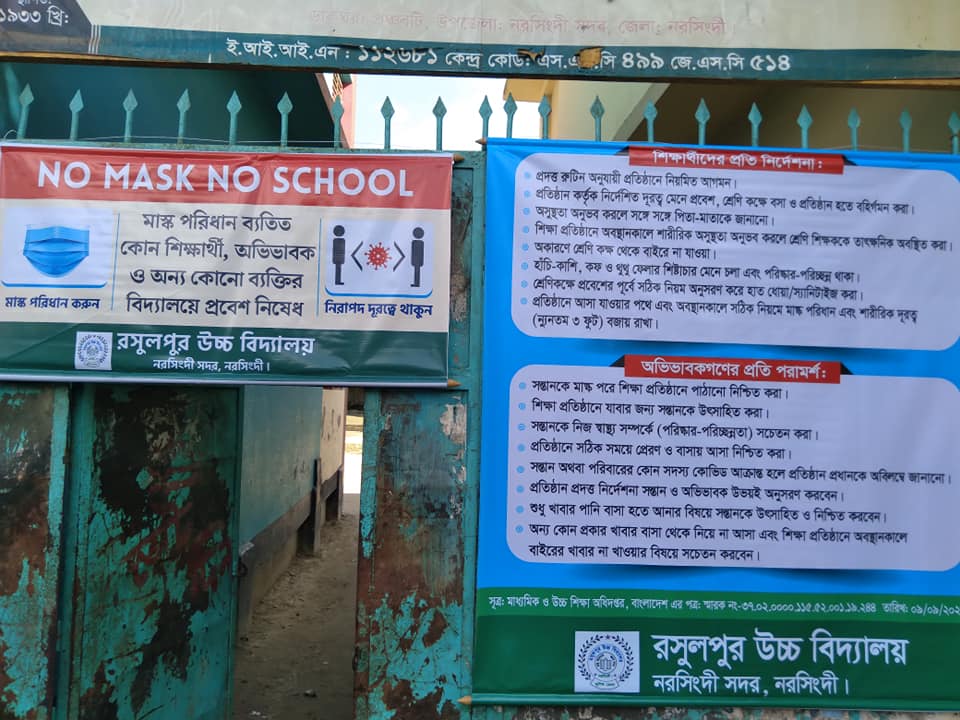 ১৯৩৩ খ্রি:
ডাকঘর: পুটিয়া, উপজেলা: নরসিংদী সদর, জেলা: নরসিংদী
ই.আই.আই.এন : ১১২৬৮১ কেন্দ্র কোড: এস.এস.সি ৪৯৯ জে.এস.সি ৫১৪
NO MASK NO SCHOOL
মাস্ক পরিধান ব্যতিত
কোন শিক্ষার্থী, অভিভাবক
ও অন্য কোনো ব্যক্তির
বিদ্যালয়ে প্রবেশ নিষেধ
মাস্ক পরিধান করুন
নিরাপদ দূরত্বে থাকুন
রসুলপুর উচ্চ বিদ্যালয়
নরসিংদী সদর, নরসিংদী।
শিক্ষার্থীদের প্রতি নির্দেশনা :
প্রদত্ত রুটিন অনুযায়ী প্রতিষ্ঠানে নিয়মিত আগমন।
প্রতিষ্ঠান কর্তৃক নির্দেশিত দূরত্ব মেনে প্রবেশ, শ্রেণি কক্ষে বসা ও প্রতিষ্ঠান হতে বহির্গমন করা।
অসুস্থতা অনুভব করলে সঙ্গে সঙ্গে পিতা-মাতাকে জানানো।
শিক্ষা প্রতিষ্ঠানে অবস্থানকালে শারীরিক অসুস্থতা অনুভব করলে শ্রেণি শিক্ষককে তাৎক্ষনিক অবহিত করা।
অকারণে শ্রেণি কক্ষ থেকে বাইরে না যাওয়া।
হাঁচি-কাশি, কফ ও থুথু ফেলার শিষ্টাচার মেনে চলা এবং পরিষ্কার-পরিচ্ছন্ন থাকা।
শ্রেণিকক্ষে প্রবেশের পূর্বে সঠিক নিয়ম অনুসরণ করে হাত ধোয়া/স্যানিটাইজ করা।
প্রতিষ্ঠানে আসা যাওয়ার পথে এবং অবস্থানকালে সঠিক নিয়মে মাস্ক পরিধান এবং শারীরিক দূরত্ব
(ন্যুনতম ৩ ফুট) বজায় রাখা।
অভিভাবকগণের প্রতি পরামর্শ:
সন্তানকে মাস্ক পরে শিক্ষা প্রতিষ্ঠানে পাঠানো নিশ্চিত করা।
শিক্ষা প্রতিষ্ঠানে যাবার জন্য সন্তানকে উৎসাহিত করা।
সন্তানকে নিজ স্বাস্থ্য সম্পর্কে (পরিষ্কার-পরিচ্ছন্নতা) সচেতন করা।
প্রতিষ্ঠানে সঠিক সময়ে প্রেরণ ও বাসায় আসা নিশ্চিত করা।
সন্তান অথবা পরিবারের কোন সদস্য কোভিড আক্রান্ত হলে প্রতিষ্ঠান প্রধানকে অবিলম্বে জানানো।
প্রতিষ্ঠান প্রদত্ত নির্দেশনা সন্তান ও অভিভাবক উভয়ই অনুসরণ করবেন।
শুধু খাবার পানি বাসা হতে আনার বিষয়ে সন্তানকে উৎসাহিত ও নিশ্চিত করবেন।
অন্য কোন প্রকার খাবার বাসা থেকে নিয়ে না আসা এবং শিক্ষা প্রতিষ্ঠানে অবস্থানকালে
বাইরের খাবার না খাওয়ার বিষয়ে সচেতন করবেন।
সূত্র: মাধ্যমিক ও উচ্চ শিক্ষা অধিদপ্তর, বাংলাদেশ এর পত্র: স্মারক নং-৩৭.০২.০০০০.১১৫.৫২.০০১.১৯.২৪৪ তারিখ: ০৯/০৯/২০২
রসুলপুর উচ্চ বিদ্যালয়
নরসিংদী সদর, নরসিংদী।